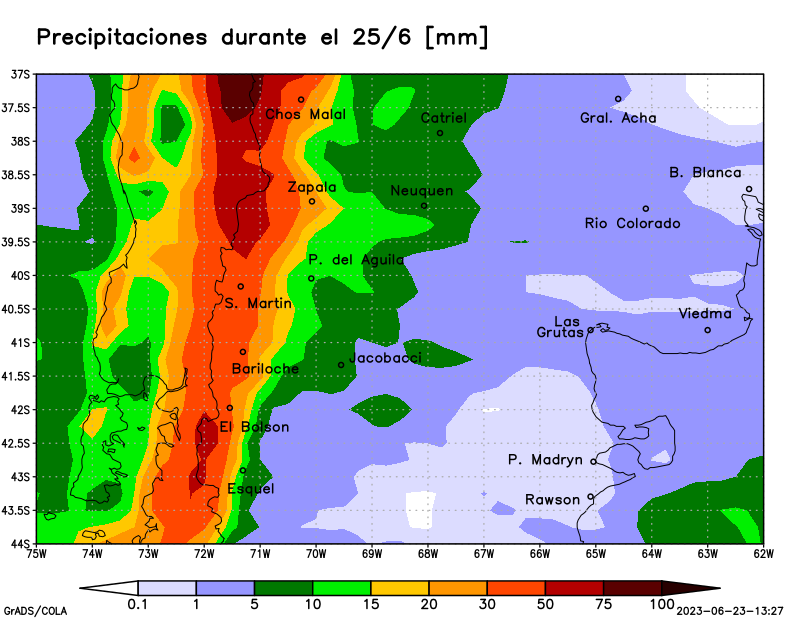 Precipitaciones durante el 25/6 [mm]
37S
37.5S
Chos Malal
Catriel
Gral. Acha
38S
38.5S
B. Blanca
Zapala
Neuquen
39S
Rio Colorado
39.5S
P. del Aguila
40S
S. Martin
40.5S
Viedma
Las
Grutas
41S
Jacobacci
Bariloche
41.5S
42S
El Bolson
42.5S
P. Madryn
43S
Esquel
Rawson
43.5S
44S
75W 74W 73W 72W 71W 70W 69W 68W 67W 66W 65W 64W 63W 62W
0.1 1 5 10 15 20 30 50 75 100
GrADS/COLA
2023-06-23-13:27